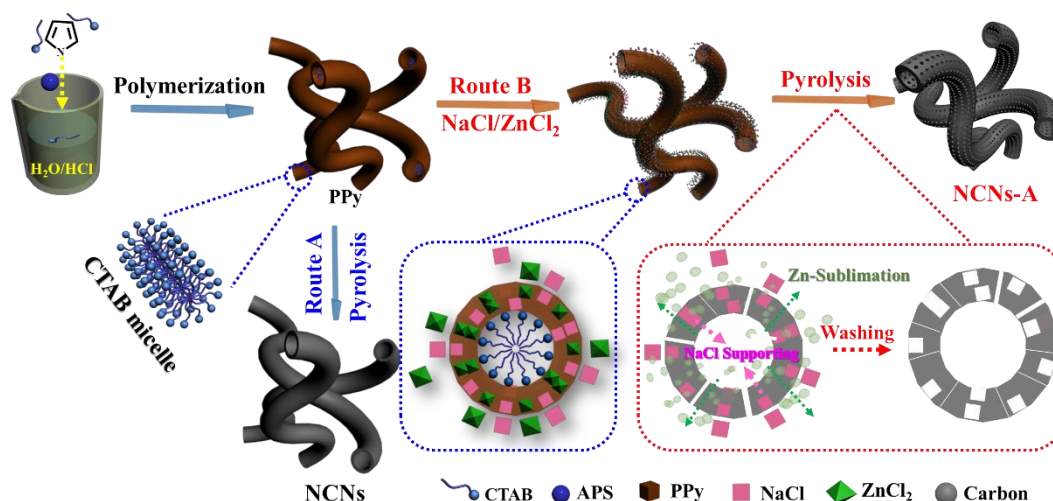 N
H₂O/HCl
Polymerization
PPy
Route B
NaCl/ZnCl₂
Pyrolysis
NCNs-A
CTAB micelle
Route A
Pyrolysis
NCNs
Zn-Sublimation
NaCl Supporting
Washing
CTAB
APS
PPy
NaCl
ZnCl₂
Carbon